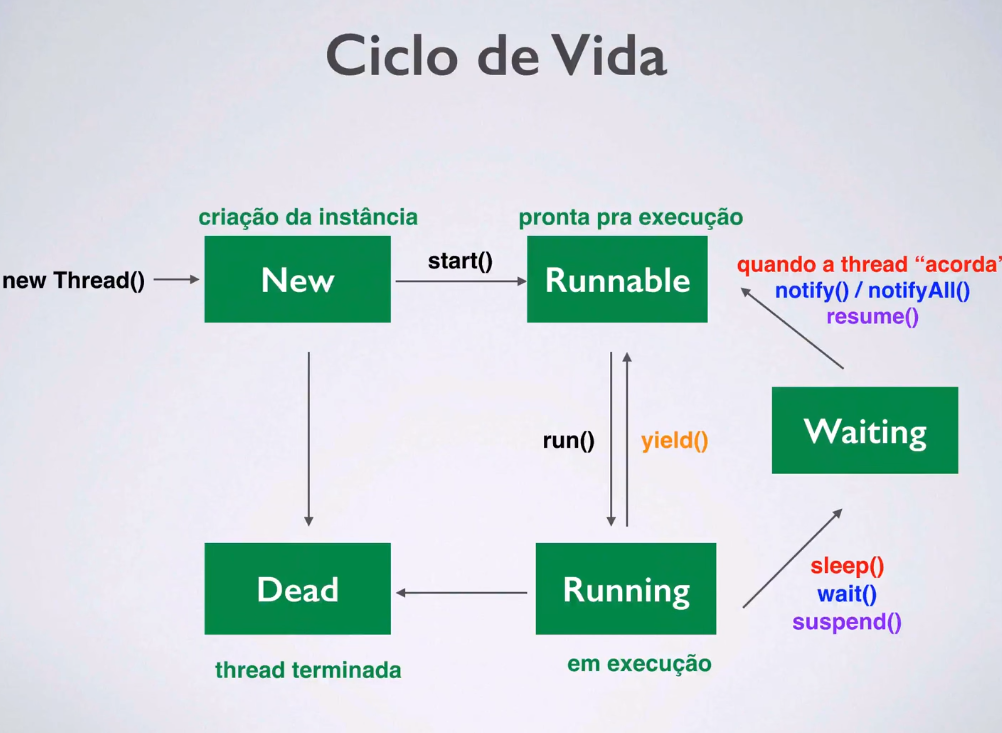 Ciclo de Vida
criação da instância
pronta pra execução
new Thread()
New
start()
Runnable
quando a thread “acorda”
notify() / notifyAll()
resume()
run()
yield()
Waiting
Dead
Running
sleep()
wait()
suspend()
thread terminada
em execução